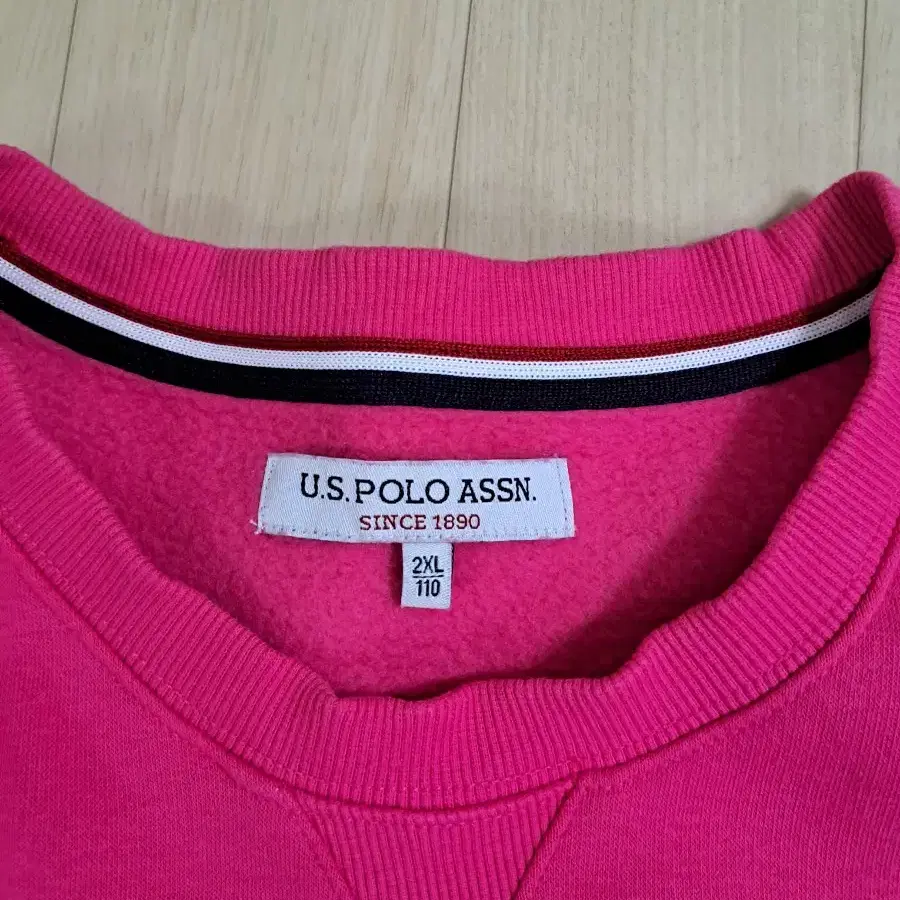 U.S. POLO ASSN.
SINCE 1890
2XL
110